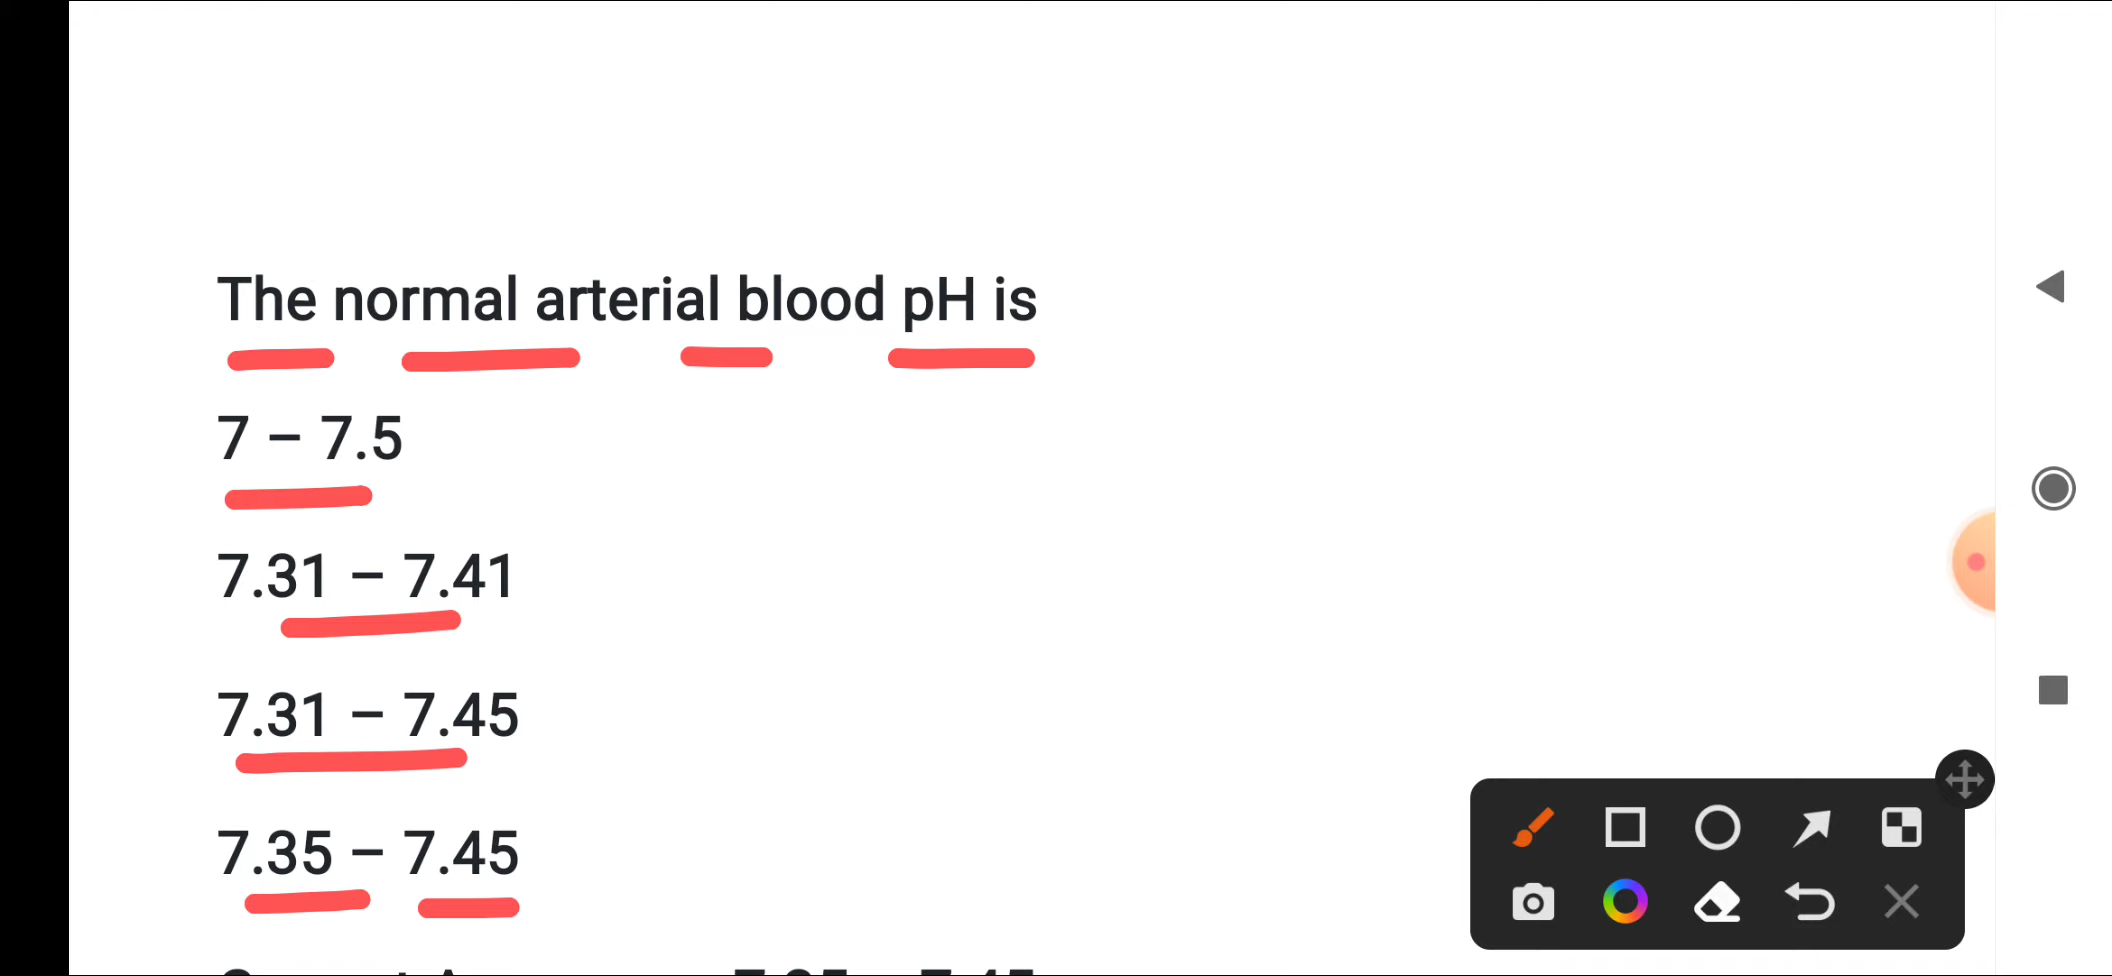 The normal arterial blood pH is
7 – 7.5
7.31 – 7.41
7.31 – 7.45
7.35 – 7.45